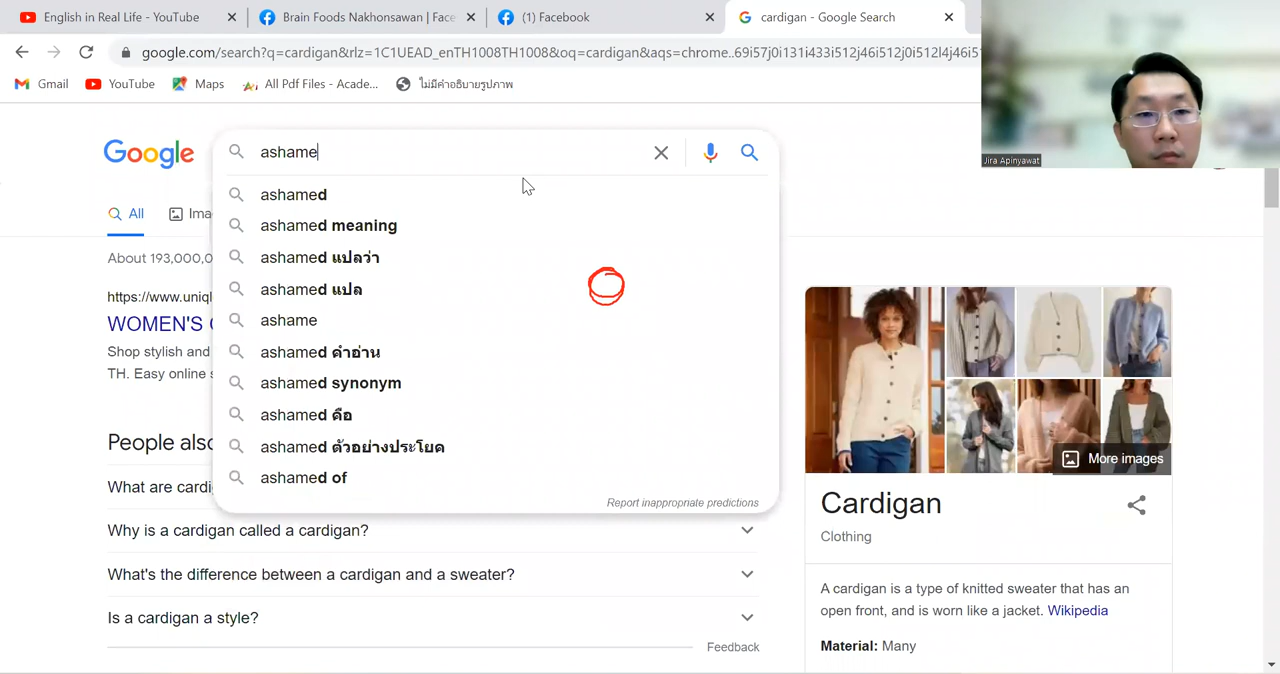 English in Real Life - YouTube
Brain Foods Nakhonsawan | Face
(1) Facebook
cardigan - Google Search
google.com/search?q=cardigan&rlz=1C1UEAD_enTH1008TH1008&oq=cardigan&aqs=chrome..69i57j0i131i433i512j46i512j0i512l4j46i51
Gmail
YouTube
Maps
All Pdf Files - Acade...
ไม่มีคำอธิบายรูปภาพ
Jira Apinyawat
Google
ashame
ashamed
ashamed meaning
ashamed แปลว่า
ashamed แปล
ashame
ashamed คําอ่าน
ashamed synonym
ashamed คือ
ashamed ตัวอย่างประโยค
ashamed of
Report inappropriate predictions
All
Ima
About 193,000,0
https://www.uniql
WOMEN'S C
Shop stylish and
TH. Easy online s
People also
What are cardi
Why is a cardigan called a cardigan?
What's the difference between a cardigan and a sweater?
Is a cardigan a style?
Feedback
More images
Cardigan
Clothing
A cardigan is a type of knitted sweater that has an
open front, and is worn like a jacket. Wikipedia
Material: Many